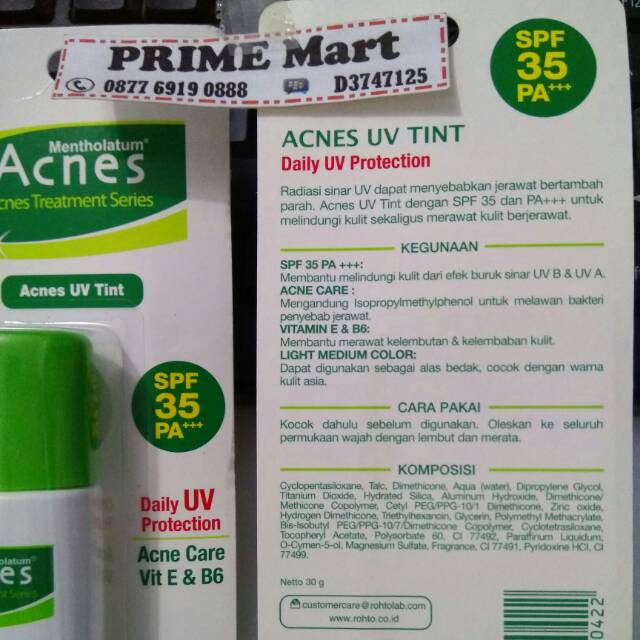 PRIME Mart
0877 6919 0888 D3747125
SPF
35
PA+++
Mentholatum®
Acnes
cnes Treatment Series
Acnes UV Tint
SPF
35
PA+++
Daily UV
Protection
Acne Care
Vit E & B6
ACNES UV TINT
Daily UV Protection
Radiasi sinar UV dapat menyebabkan jerawat bertambah
parah. Acnes UV Tint dengan SPF 35 dan PA+++ untuk
melindungi kulit sekaligus merawat kulit berjerawat.
KEGUNAAN
SPF 35 PA +++:
Membantu melindungi kulit dari efek buruk sinar UV B & UV A.
ACNE CARE :
Mengandung Isopropylmethylphenol untuk melawan bakteri
penyebab jerawat.
VITAMIN E & B6:
Membantu merawat kelembutan & kelembaban kulit.
LIGHT MEDIUM COLOR:
Dapat digunakan sebagai alas bedak, cocok dengan warna
kulit asia.
CARA PAKAI
Kocok dahulu sebelum digunakan. Oleskan ke seluruh
permukaan wajah dengan lembut dan merata.
KOMPOSISI
Cyclopentasiloxane, Talc, Dimethicone, Aqua (water), Dipropylene Glycol,
Titanium Dioxide, Hydrated Silica, Aluminum Hydroxide, Dimethicone/
Methicone Copolymer, Cetyl PEG/PPG-10/1 Dimethicone, Zinc oxide,
Hydrogen Dimethicone, Triethylhexanoin, Glycerin, Polymethyl Methacrylate,
Bis-Isobutyl PEG/PPG-10/7/Dimethicone Copolymer, Cyclotetrasiloxane,
Tocopheryl Acetate, Polysorbate 60, CI 77492, Paraffinum Liquidum,
O-Cymen-5-ol, Magnesium Sulfate, Fragrance, CI 77491, Pyridoxine HCl, CI
77499.
Netto 30 g
customercare@rohtolab.com
www.rohto.co.id
0422
olatum®
es
nt Series